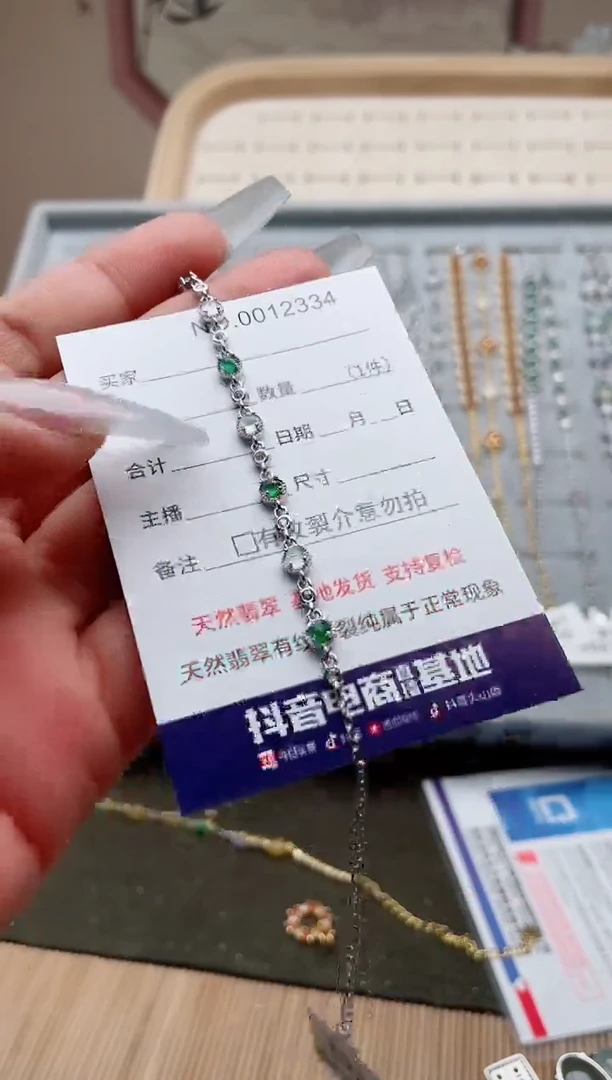 .0012334
买家
数量 (1件)
合计 日期 月 日
主播 尺寸
备注 囗有纹裂介意勿拍
天然翡翠 基地发货 支持复检
天然翡翠有纹裂纯属于正常现象
抖音电商基地